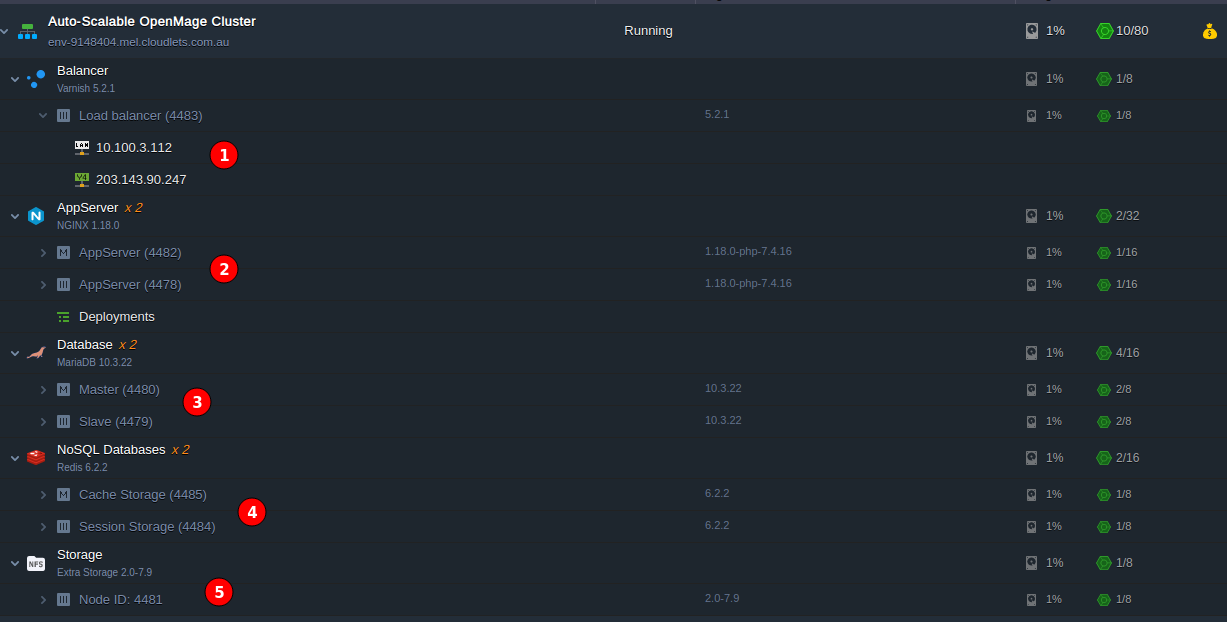 Auto-Scalable OpenMage Cluster
env-9148404.mel.cloudlets.com.au
Running
1%
10/80
Balancer
Varnish 5.2.1
1%
1/8
Load balancer (4483)
5.2.1
1%
1/8
LAN
10.100.3.112
1
V4
203.143.90.247
AppServer x 2
NGINX 1.18.0
1%
2/32
M
AppServer (4482)
1.18.0-php-7.4.16
1%
1/16
2
AppServer (4478)
1.18.0-php-7.4.16
1%
1/16
Deployments
Database x 2
MariaDB 10.3.22
1%
4/16
M
Master (4480)
10.3.22
1%
2/8
3
Slave (4479)
10.3.22
1%
2/8
NoSQL Databases x 2
Redis 6.2.2
1%
2/16
M
Cache Storage (4485)
6.2.2
1%
1/8
4
Session Storage (4484)
6.2.2
1%
1/8
NFS
Storage
Extra Storage 2.0-7.9
1%
1/8
5
Node ID: 4481
2.0-7.9
1%
1/8